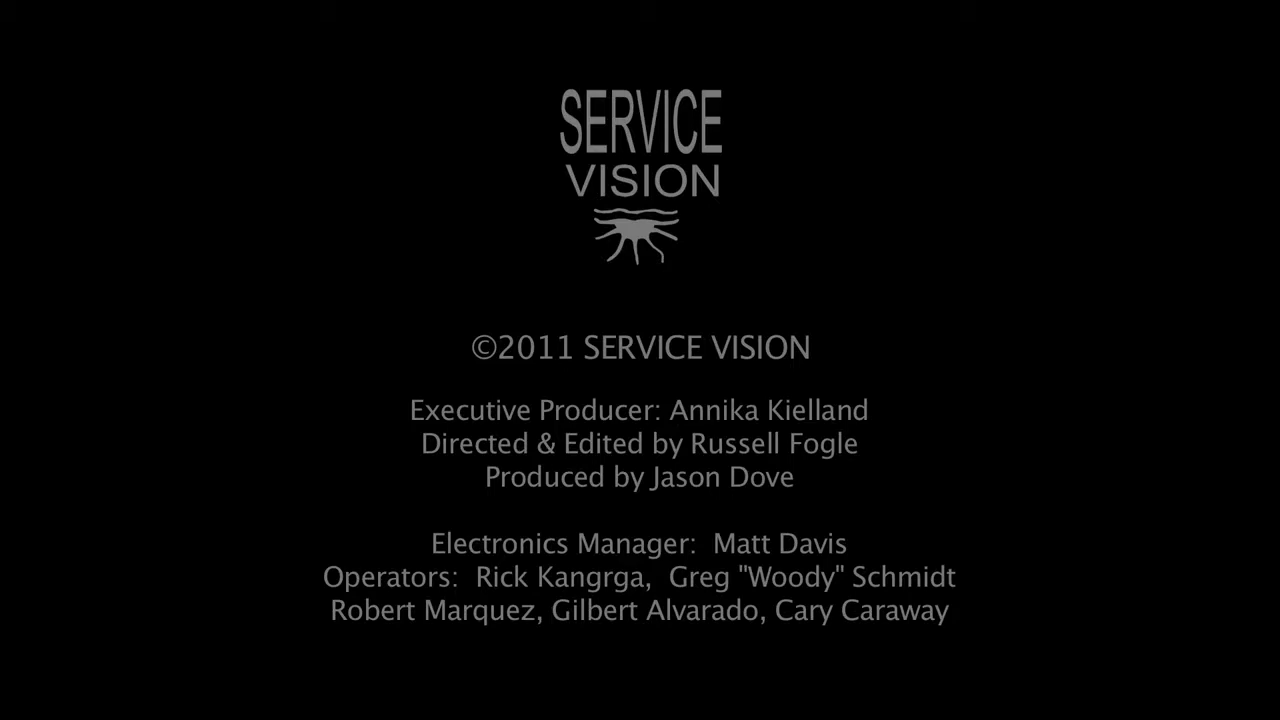 SERVICE
VISION
©2011 SERVICE VISION
Executive Producer: Annika Kielland
Directed & Edited by Russell Fogle
Produced by Jason Dove
Electronics Manager:  Matt Davis
Operators:  Rick Kangrga,  Greg "Woody" Schmidt
Robert Marquez, Gilbert Alvarado, Cary Caraway